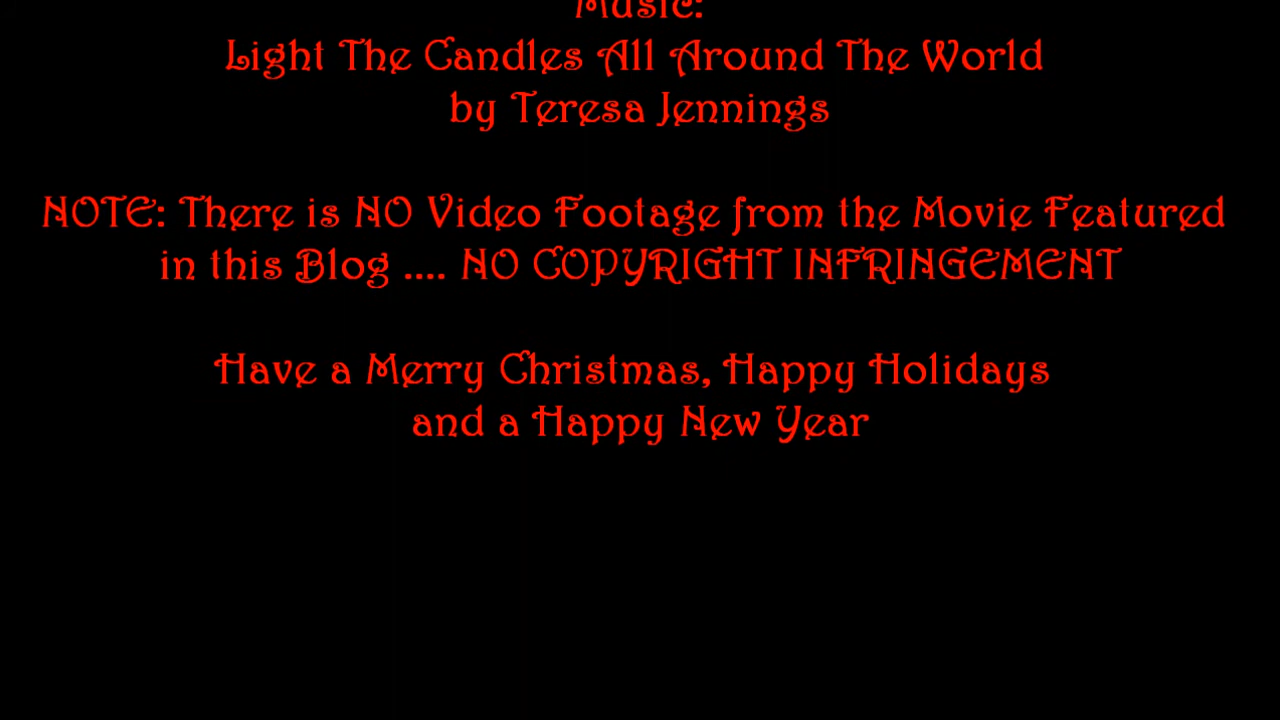 Music:
Light The Candles All Around The World
by Teresa Jennings
NOTE: There is NO Video Footage from the Movie Featured
in this Blog .... NO COPYRIGHT INFRINGEMENT
Have a Merry Christmas, Happy Holidays
and a Happy New Year